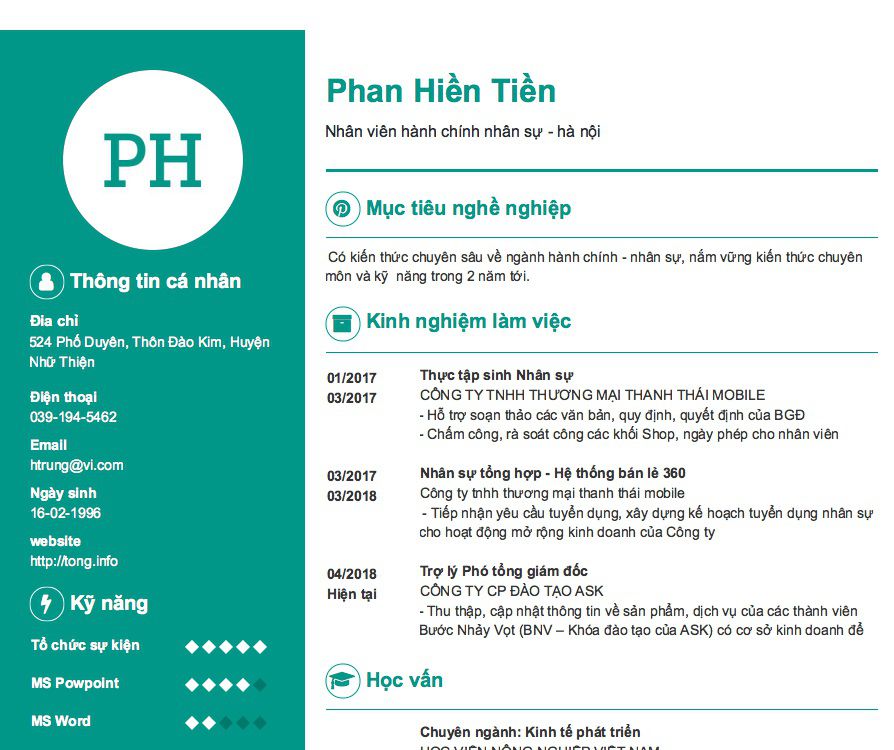 PH
Thông tin cá nhân
Đia chỉ
524 Phố Duyên, Thôn Đào Kim, Huyện
Nhữ Thiện
Điện thoại
039-194-5462
Email
htrung@vi.com
Ngày sinh
16-02-1996
website
http://tong.info
Kỹ năng
Tổ chức sự kiện
MS Powpoint
MS Word
Phan Hiền Tiền
Nhân viên hành chính nhân sự - hà nội
Mục tiêu nghề nghiệp
Có kiến thức chuyên sâu về ngành hành chính - nhân sự, nắm vững kiến thức chuyên
môn và kỹ năng trong 2 năm tới.
Kinh nghiệm làm việc
01/2017
03/2017
Thực tập sinh Nhân sự
CÔNG TY TNHH THƯƠNG MẠI THANH THÁI MOBILE
- Hỗ trợ soạn thảo các văn bản, quy định, quyết định của BGĐ
- Chấm công, rà soát công các khối Shop, ngày phép cho nhân viên
03/2017
03/2018
Nhân sự tổng hợp - Hệ thống bán lẻ 360
Công ty tnhh thương mại thanh thái mobile
- Tiếp nhận yêu cầu tuyển dụng, xây dựng kế hoạch tuyển dụng nhân sự
cho hoạt động mở rộng kinh doanh của Công ty
04/2018
Hiện tại
Trợ lý Phó tổng giám đốc
CÔNG TY CP ĐÀO TẠO ASK
- Thu thập, cập nhật thông tin về sản phẩm, dịch vụ của các thành viên
Bước Nhảy Vọt (BNV – Khóa đào tạo của ASK) có cơ sở kinh doanh để
Học vấn
Chuyên ngành: Kinh tế phát triển
HỌC VIỆN NÔNG NGHIỆP VIỆT NAM